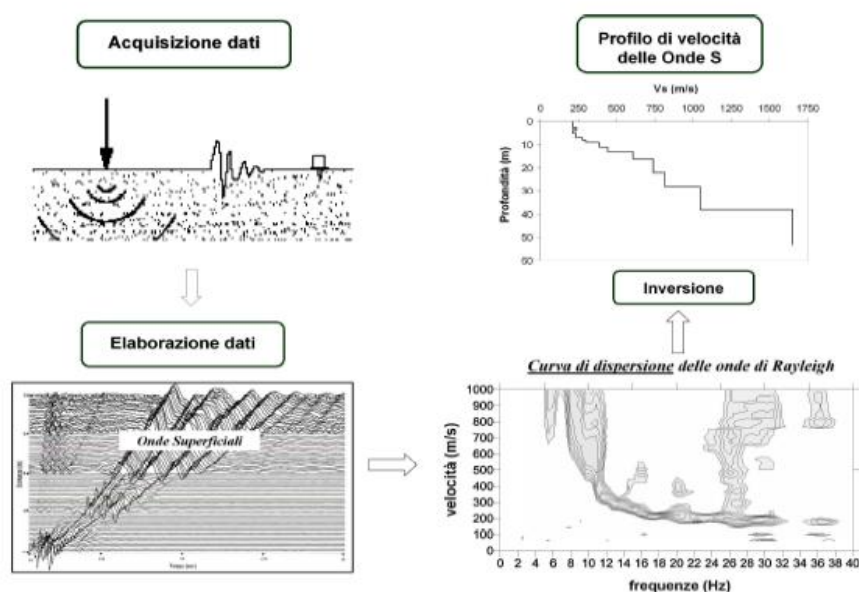 Acquisizione dati
Elaborazione dati
Onde Superficiali
Curva di dispersione delle onde di Rayleigh
1000
900
800
700
600
500
400
300
200
100
0
velocità (m/s)
0 2 4 6 8 10 12 14 16 18 20 22 24 26 28 30 32 34 36 38 40
frequenze (Hz)
Inversione
Profilo di velocità
delle Onde S
Vs (m/s)
0 250 500 750 1000 1250 1500 1750
0
10
20
30
40
50
60
Profondità (m)